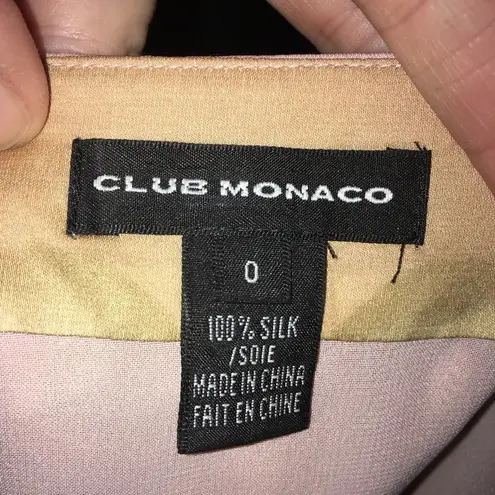 CLUB MONACO
0
100% SILK
/SOIE
MADE IN CHINA
FAIT EN CHINE